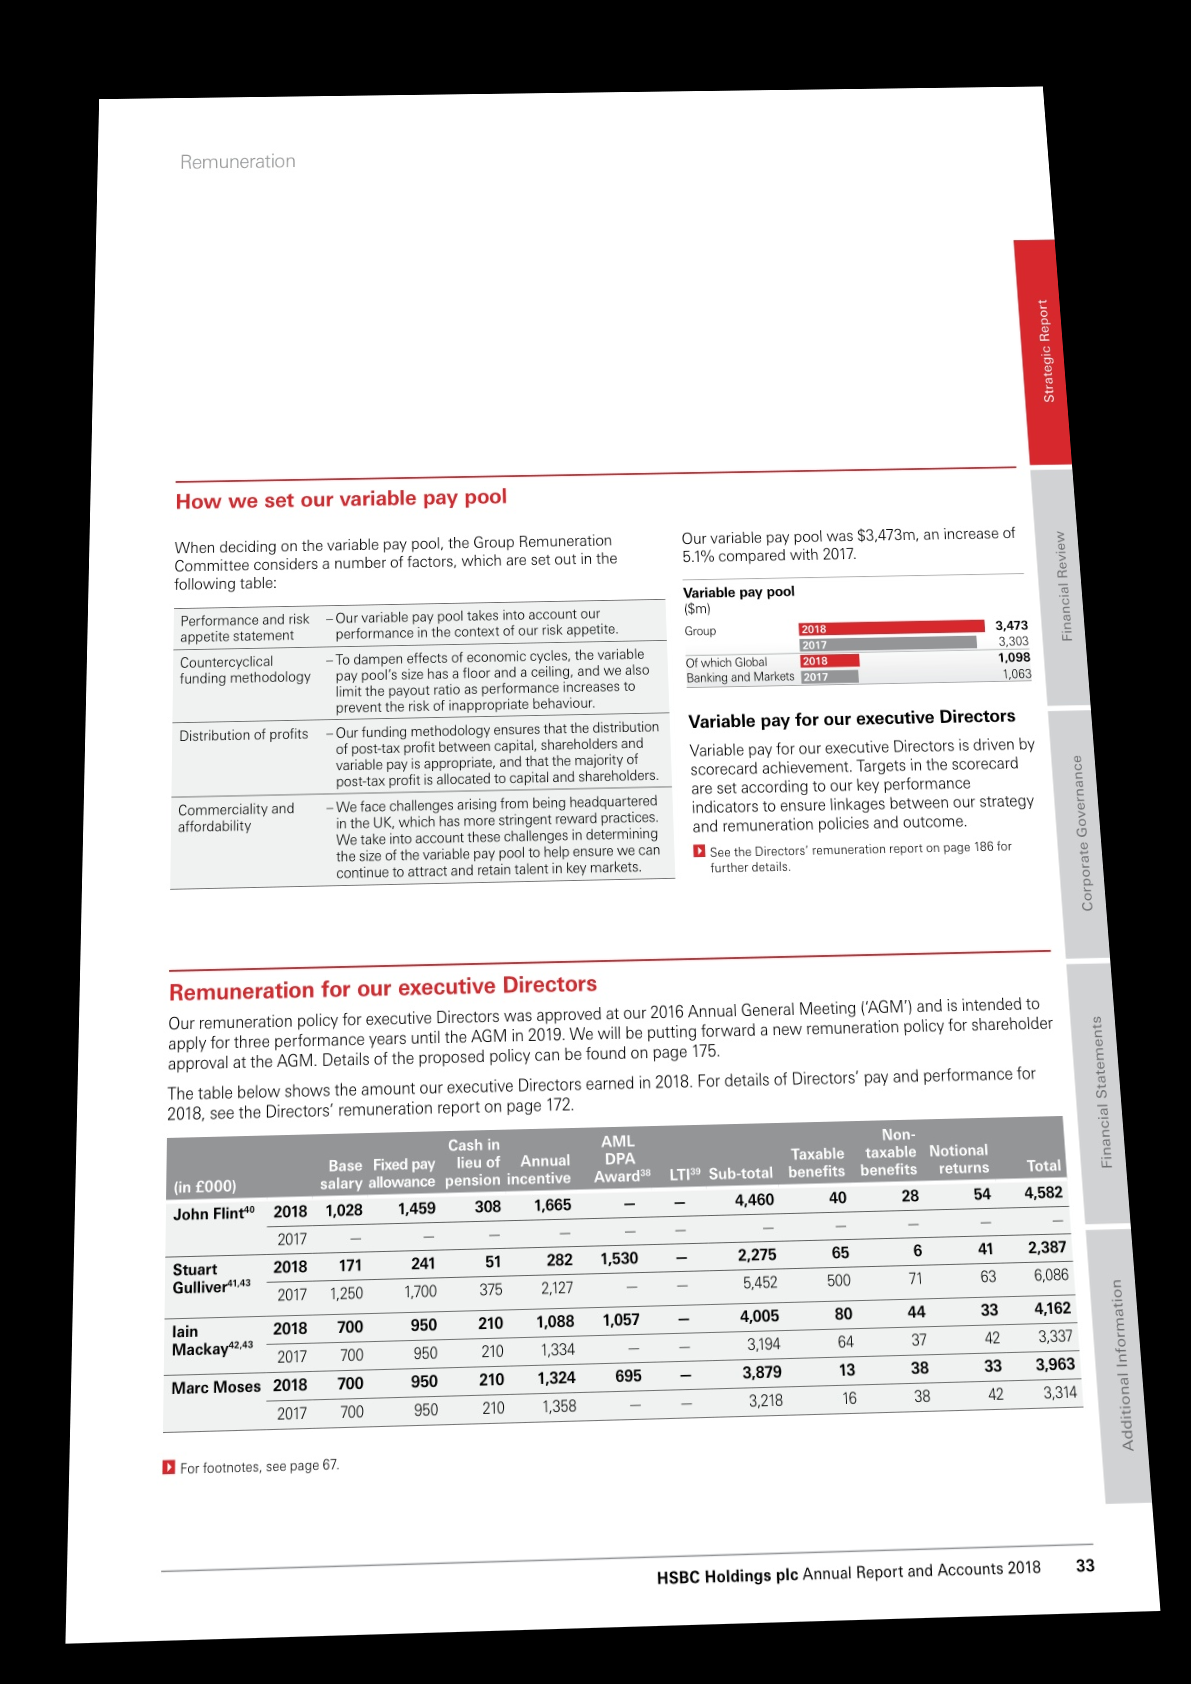 Remuneration
Strategic Report
Financial Review
Corporate Governance
Financial Statements
Additional Information
How we set our variable pay pool
When deciding on the variable pay pool, the Group Remuneration
Committee considers a number of factors, which are set out in the
following table:
Performance and risk – Our variable pay pool takes into account our
appetite statement performance in the context of our risk appetite.
Countercyclical – To dampen effects of economic cycles, the variable
funding methodology pay pool's size has a floor and a ceiling, and we also
limit the payout ratio as performance increases to
prevent the risk of inappropriate behaviour.
Distribution of profits – Our funding methodology ensures that the distribution
of post-tax profit between capital, shareholders and
variable pay is appropriate, and that the majority of
post-tax profit is allocated to capital and shareholders.
Commerciality and – We face challenges arising from being headquartered
affordability in the UK, which has more stringent reward practices.
We take into account these challenges in determining
the size of the variable pay pool to help ensure we can
continue to attract and retain talent in key markets.
Our variable pay pool was $3,473m, an increase of
5.1% compared with 2017.
Variable pay pool
($m)
Group 2018 3,473
2017 3,303
Of which Global 2018 1,098
Banking and Markets 2017 1,063
Variable pay for our executive Directors
Variable pay for our executive Directors is driven by
scorecard achievement. Targets in the scorecard
are set according to our key performance
indicators to ensure linkages between our strategy
and remuneration policies and outcome.
See the Directors' remuneration report on page 186 for
further details.
Remuneration for our executive Directors
Our remuneration policy for executive Directors was approved at our 2016 Annual General Meeting ('AGM') and is intended to
apply for three performance years until the AGM in 2019. We will be putting forward a new remuneration policy for shareholder
approval at the AGM. Details of the proposed policy can be found on page 175.
The table below shows the amount our executive Directors earned in 2018. For details of Directors' pay and performance for
2018, see the Directors' remuneration report on page 172.
(in £000) Base salary Fixed pay allowance Cash in lieu of pension Annual incentive AML DPA Award38 LTI39 Sub-total Taxable benefits Non-taxable benefits Notional returns Total
John Flint40 2018 1,028 1,459 308 1,665 — — 4,460 40 28 54 4,582
2017 — — — — — — — — — — —
Stuart Gulliver41,43 2018 171 241 51 282 1,530 — 2,275 65 6 41 2,387
2017 1,250 1,700 375 2,127 — — 5,452 500 71 63 6,086
Iain Mackay42,43 2018 700 950 210 1,088 1,057 — 4,005 80 44 33 4,162
2017 700 950 210 1,334 — — 3,194 64 37 42 3,337
Marc Moses 2018 700 950 210 1,324 695 — 3,879 13 38 33 3,963
2017 700 950 210 1,358 — — 3,218 16 38 42 3,314
For footnotes, see page 67.
HSBC Holdings plc Annual Report and Accounts 2018 33